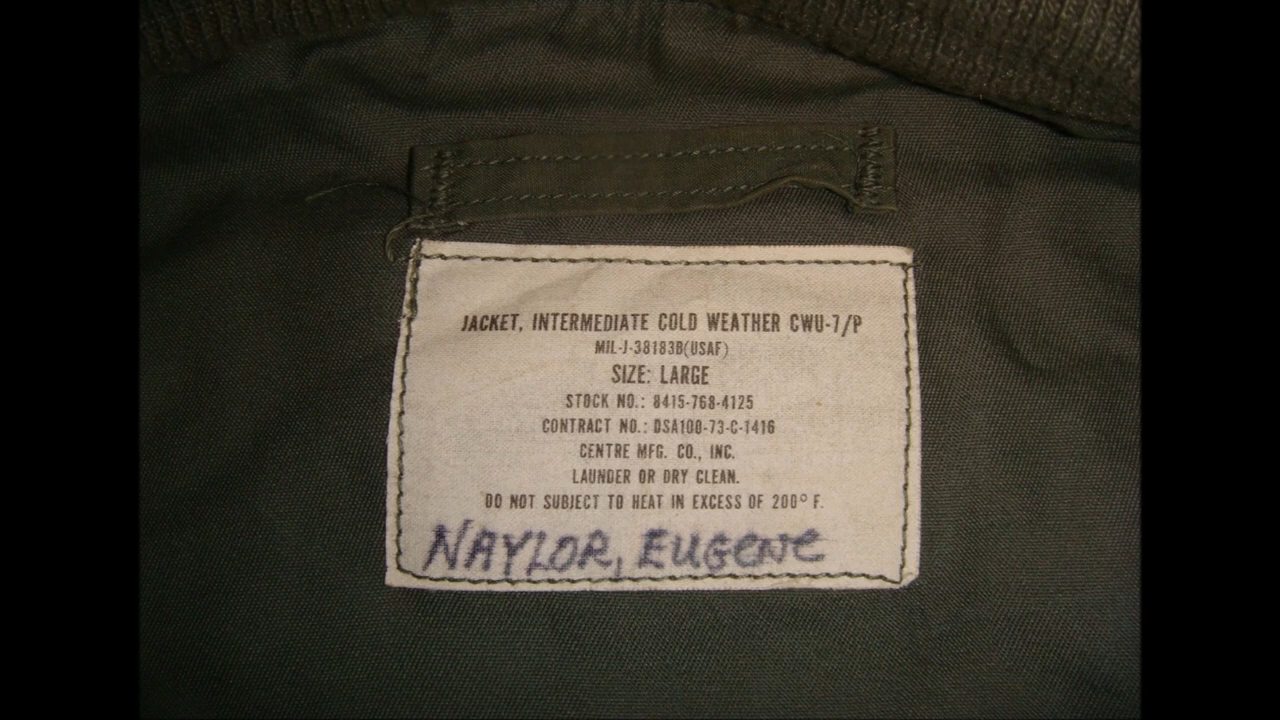 JACKET, INTERMEDIATE COLD WEATHER CWU-7/P
MIL-J-38183B(USAF)
SIZE: LARGE
STOCK NO.: 8415-768-4125
CONTRACT NO.: DSA100-73-C-1416
CENTRE MFG. CO., INC.
LAUNDER OR DRY CLEAN.
DO NOT SUBJECT TO HEAT IN EXCESS OF 200° F.
NAYLOR, EUGENE